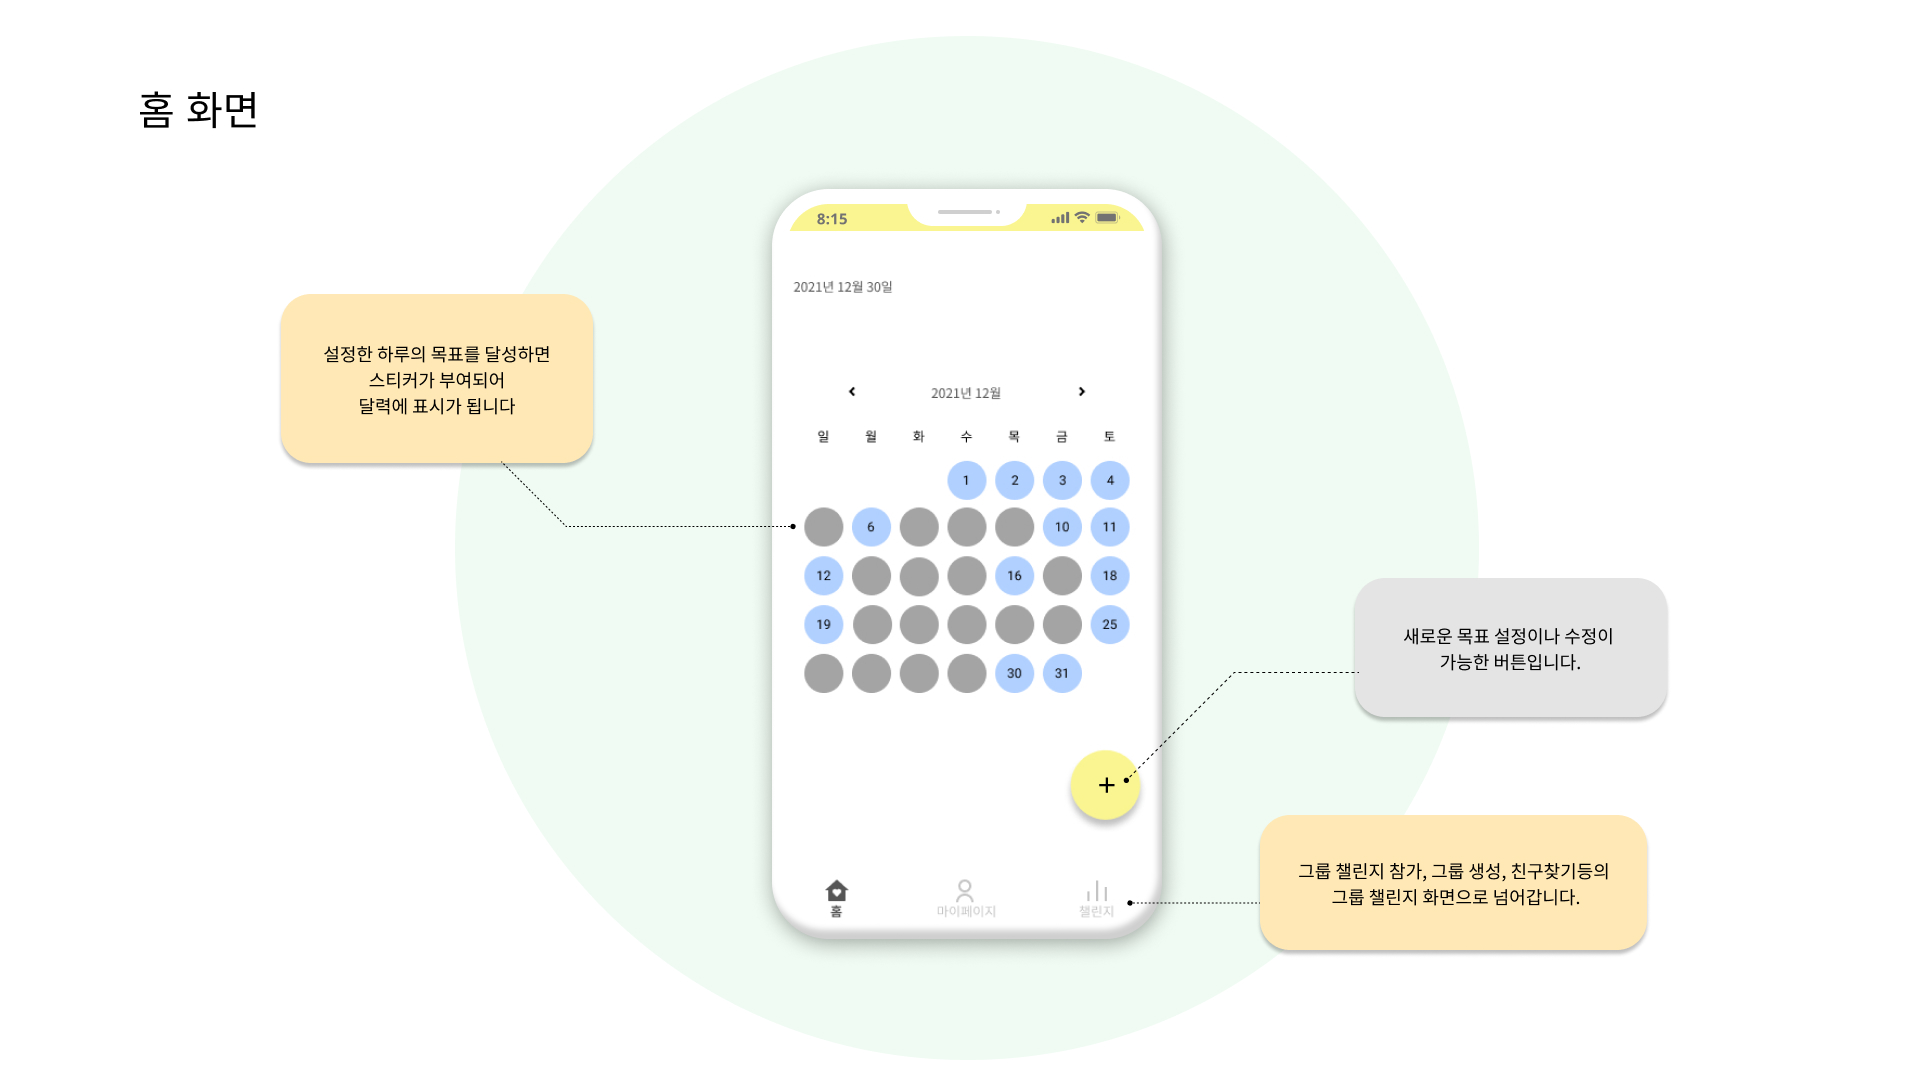 홈 화면
8:15
2021년 12월 30일
설정한 하루의 목표를 달성하면
스티커가 부여되어
달력에 표시가 됩니다
2021년 12월
일 월 화 수 목 금 토
1 2 3 4
6 10 11
12 16 18
19 25
30 31
새로운 목표 설정이나 수정이
가능한 버튼입니다.
+
그룹 챌린지 참가, 그룹 생성, 친구찾기등의
그룹 챌린지 화면으로 넘어갑니다.
홈 마이페이지 챌린지